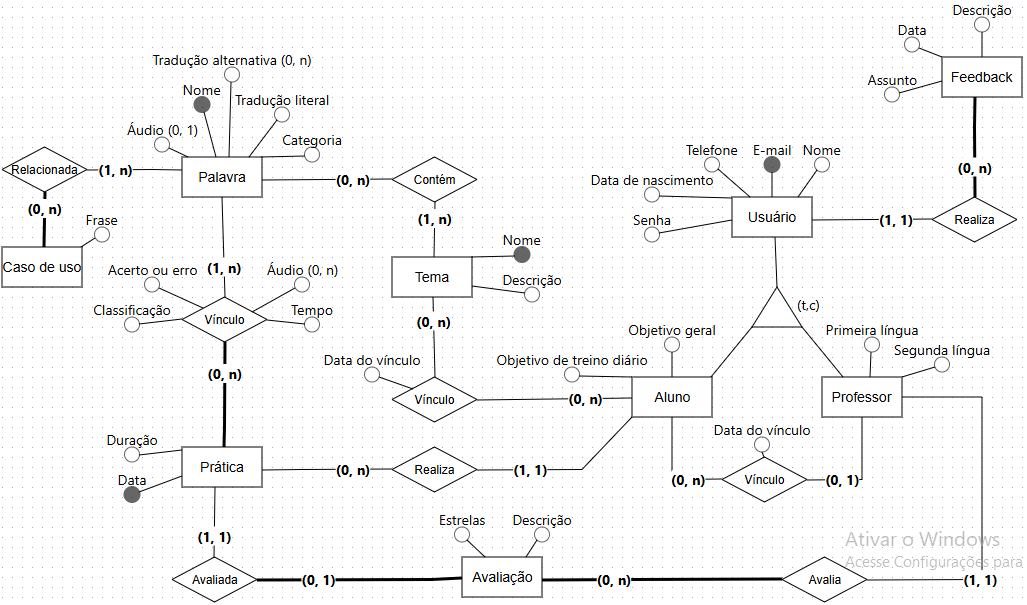 Descrição
Data
Assunto
Feedback
Tradução alternativa (0, n)
Nome
Tradução literal
Áudio (0, 1)
Categoria
Relacionada
(1, n)
Palavra
(0, n)
Contém
Telefone
E-mail
Nome
Data de nascimento
Senha
Usuário
(1, 1)
Realiza
(0, n)
(0, n)
Frase
Caso de uso
(1, n)
Nome
Tema
Descrição
(0, n)
Acerto ou erro
(1, n)
Áudio (0, n)
Classificação
Vínculo
Tempo
(0, n)
(t,c)
Objetivo geral
Primeira língua
Segunda língua
Data do vínculo
Objetivo de treino diário
Vínculo
(0, n)
Aluno
Professor
Duração
Data
Prática
(0, n)
Realiza
(1, 1)
Data do vínculo
(0, n)
Vínculo
(0, 1)
(1, 1)
Estrelas
Descrição
Avaliada
(0, 1)
Avaliação
(0, n)
Avalia
(1, 1)
Ativar o Windows
Acesse Configurações para